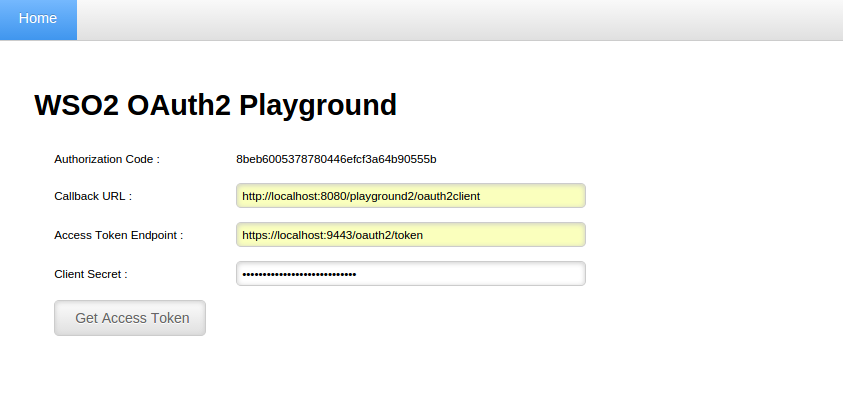 Home
WSO2 OAuth2 Playground
Authorization Code : 8beb6005378780446efcf3a64b90555b
Callback URL : http://localhost:8080/playground2/oauth2client
Access Token Endpoint : https://localhost:9443/oauth2/token
Client Secret : ••••••••••••••••••••••••••••
Get Access Token